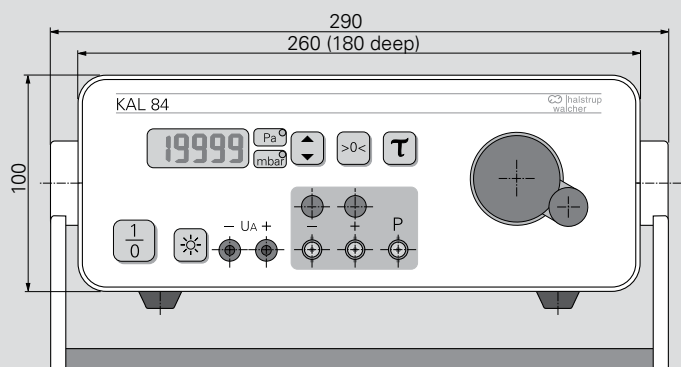 290
260 (180 deep)
100
KAL 84
halstrup
walcher
19999
Pa
mbar
>0<
τ
1
0
− UA +
− + P